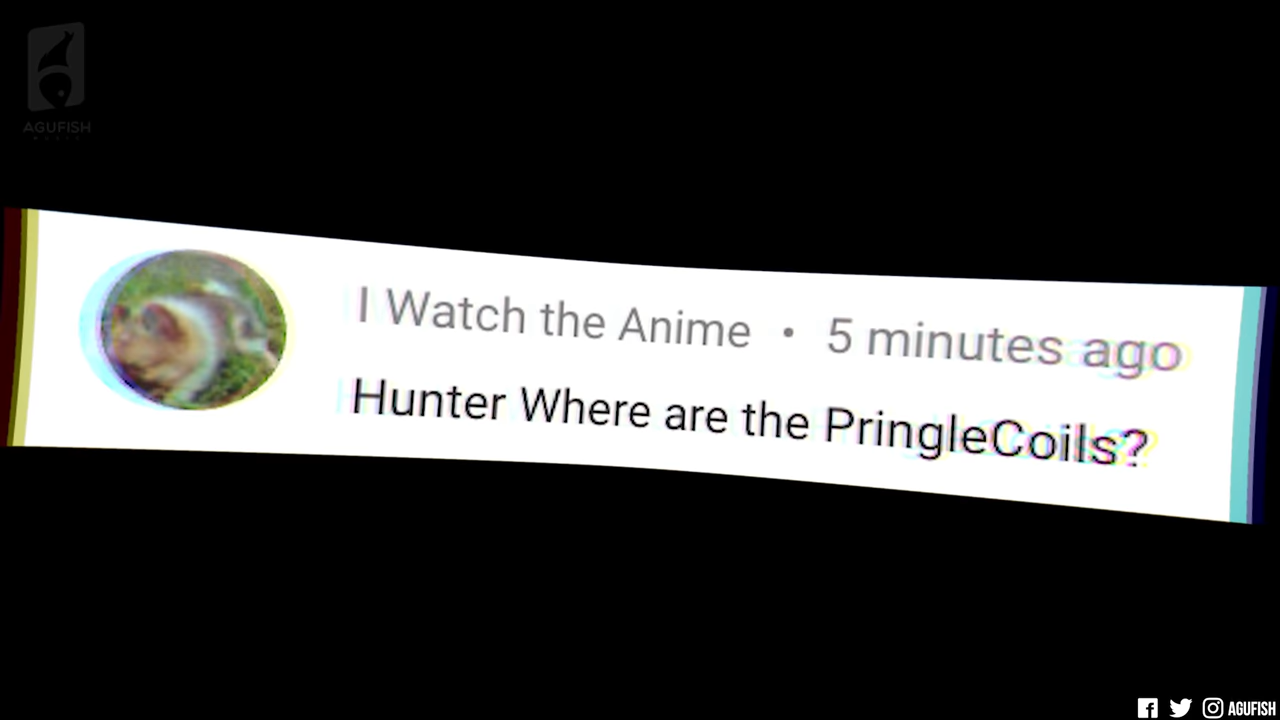 AGUFISH
I Watch the Anime • 5 minutes ago
Hunter Where are the PringleCoils?
AGUFISH